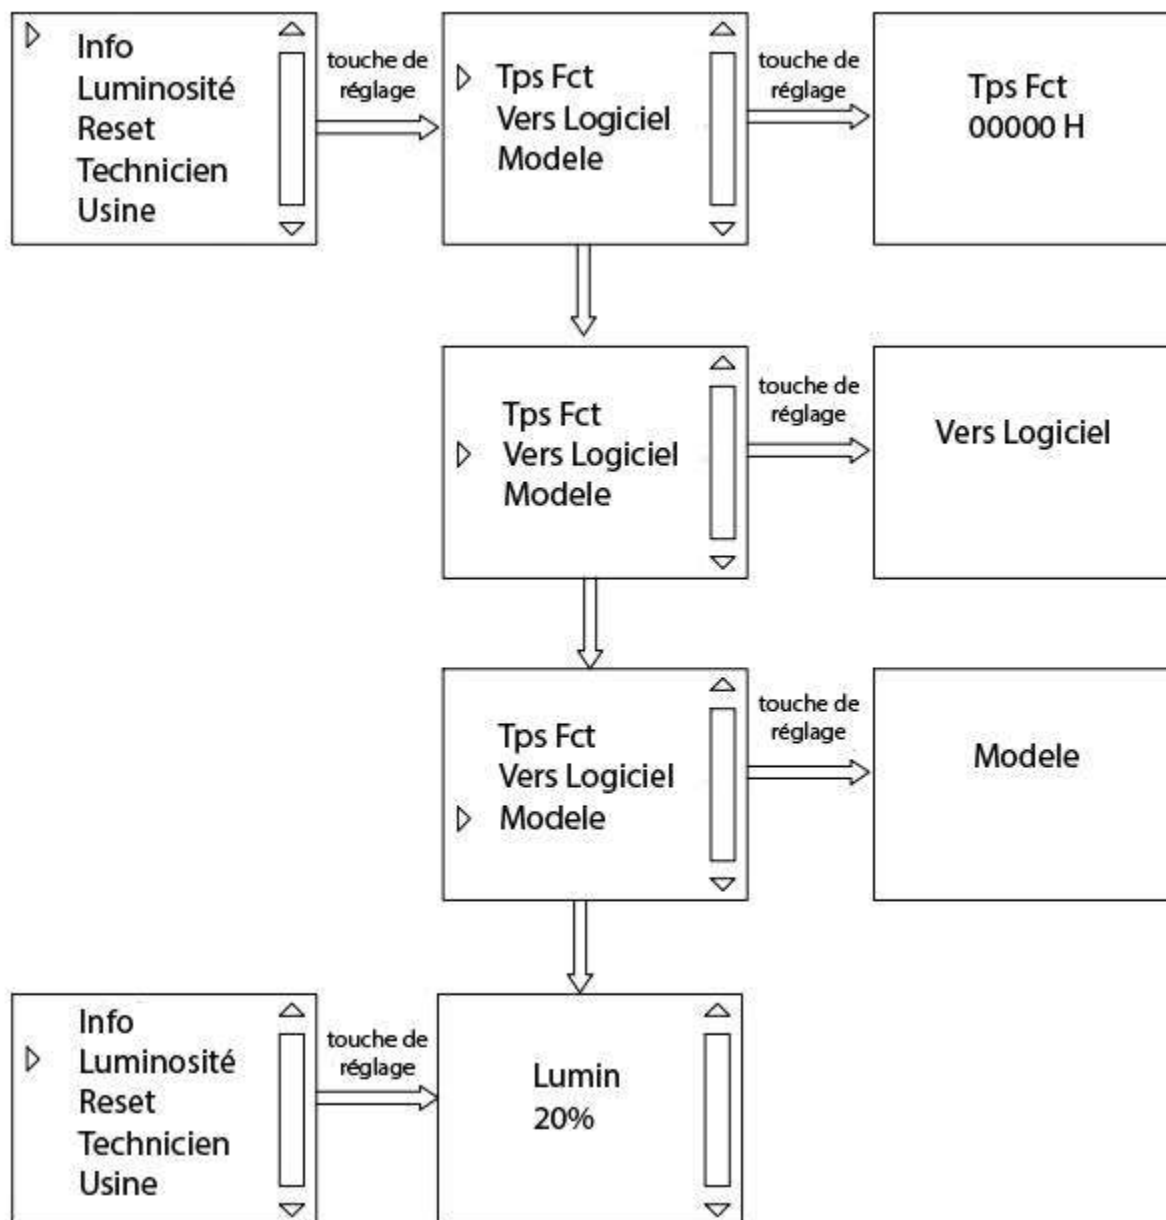 Info
Luminosité
Reset
Technicien
Usine
touche de
réglage
Tps Fct
Vers Logiciel
Modele
touche de
réglage
Tps Fct
00000 H
Tps Fct
Vers Logiciel
Modele
touche de
réglage
Vers Logiciel
Tps Fct
Vers Logiciel
Modele
touche de
réglage
Modele
Info
Luminosité
Reset
Technicien
Usine
touche de
réglage
Lumin
20%